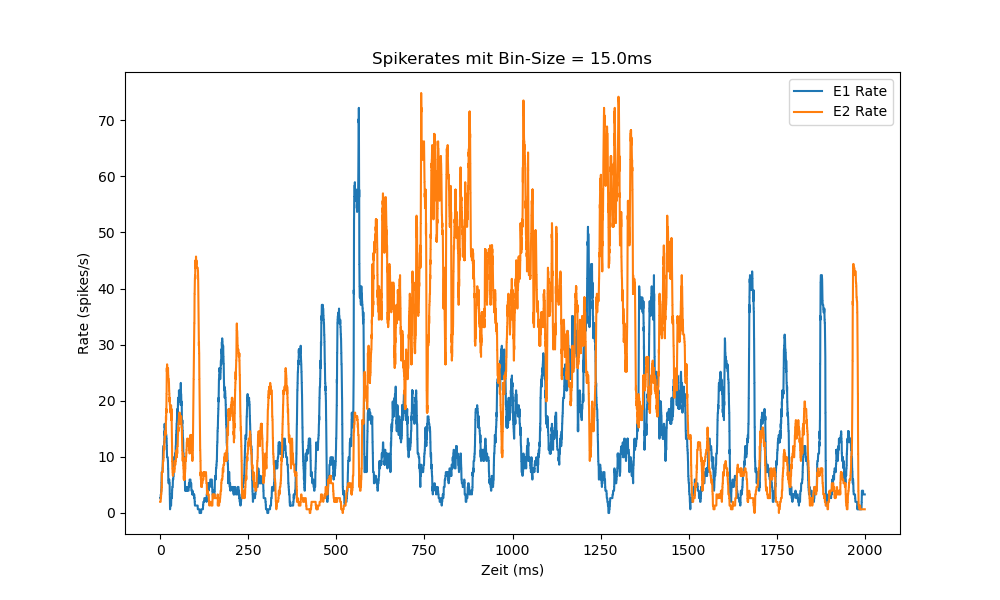 Spikerates mit Bin-Size = 15.0ms
E1 Rate
E2 Rate
Rate (spikes/s)
70
60
50
40
30
20
10
0
0 250 500 750 1000 1250 1500 1750 2000
Zeit (ms)